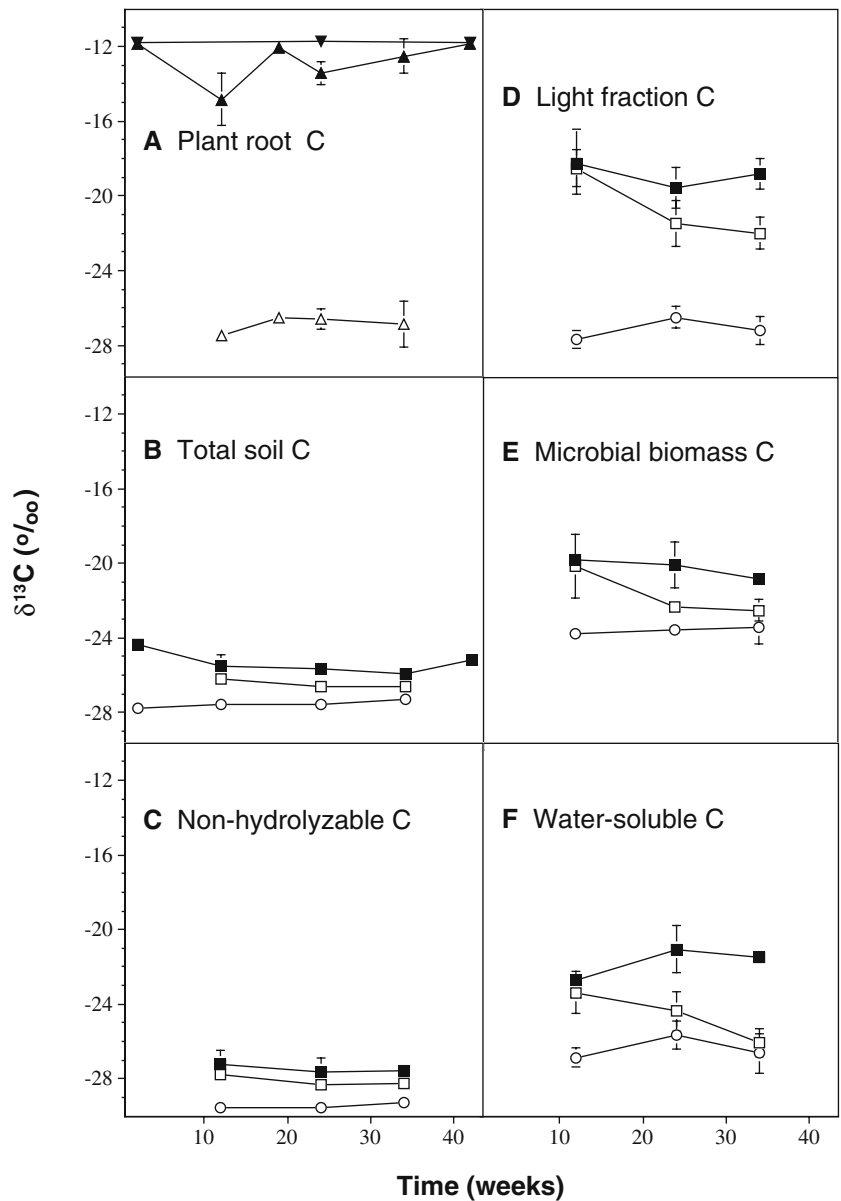 -12
-16
-20
-24
-28
A Plant root C
D Light fraction C
-12
-16
-20
-24
-28
B Total soil C
E Microbial biomass C
δ¹³C (o/oo)
-12
-16
-20
-24
-28
C Non-hydrolyzable C
F Water-soluble C
10 20 30 40 10 20 30 40
Time (weeks)